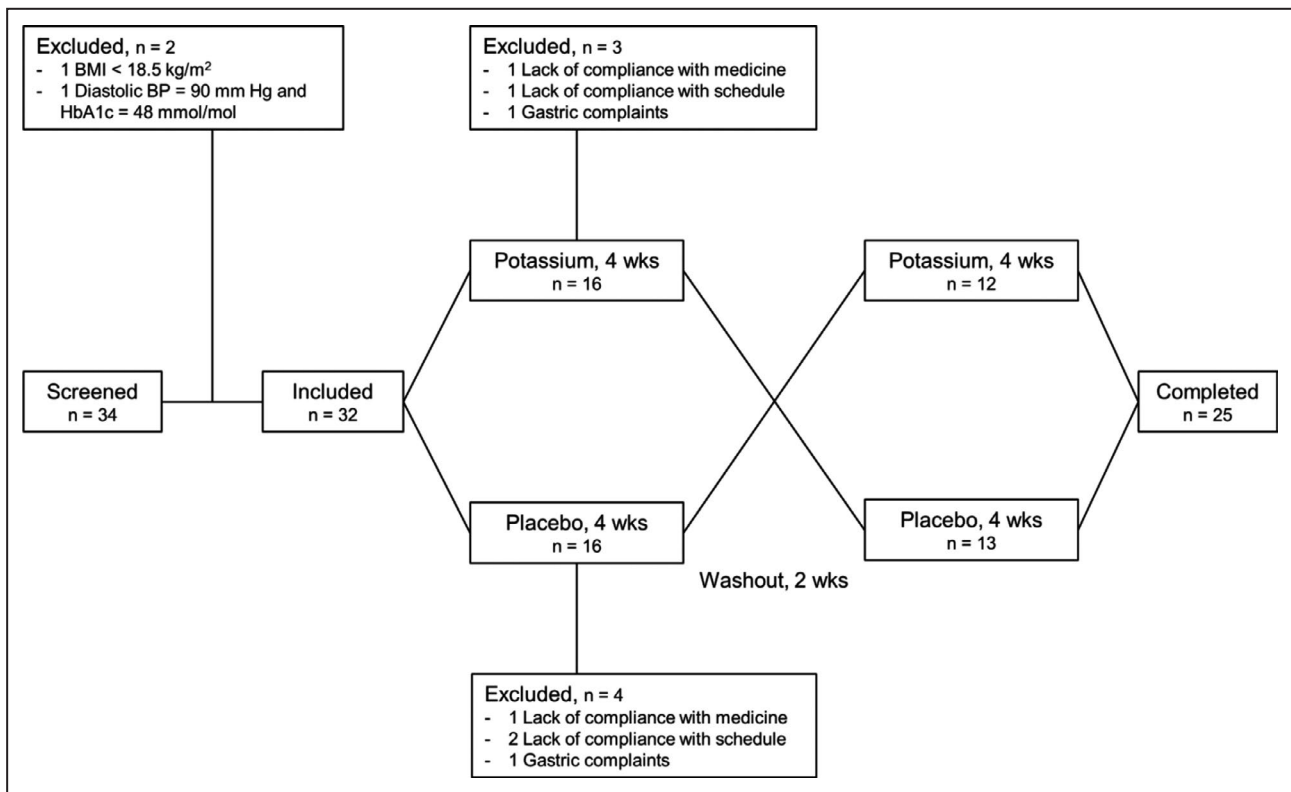 Excluded, n = 2
- 1 BMI < 18.5 kg/m²
- 1 Diastolic BP = 90 mm Hg and
HbA1c = 48 mmol/mol
Excluded, n = 3
- 1 Lack of compliance with medicine
- 1 Lack of compliance with schedule
- 1 Gastric complaints
Potassium, 4 wks
n = 16
Potassium, 4 wks
n = 12
Screened
n = 34
Included
n = 32
Completed
n = 25
Placebo, 4 wks
n = 16
Placebo, 4 wks
n = 13
Washout, 2 wks
Excluded, n = 4
- 1 Lack of compliance with medicine
- 2 Lack of compliance with schedule
- 1 Gastric complaints